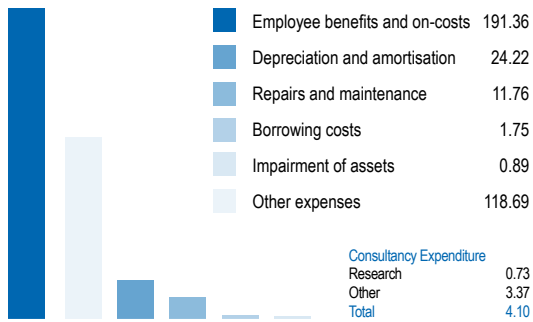 Employee benefits and on-costs 191.36
Depreciation and amortisation 24.22
Repairs and maintenance 11.76
Borrowing costs 1.75
Impairment of assets 0.89
Other expenses 118.69
Consultancy Expenditure
Research 0.73
Other 3.37
Total 4.10